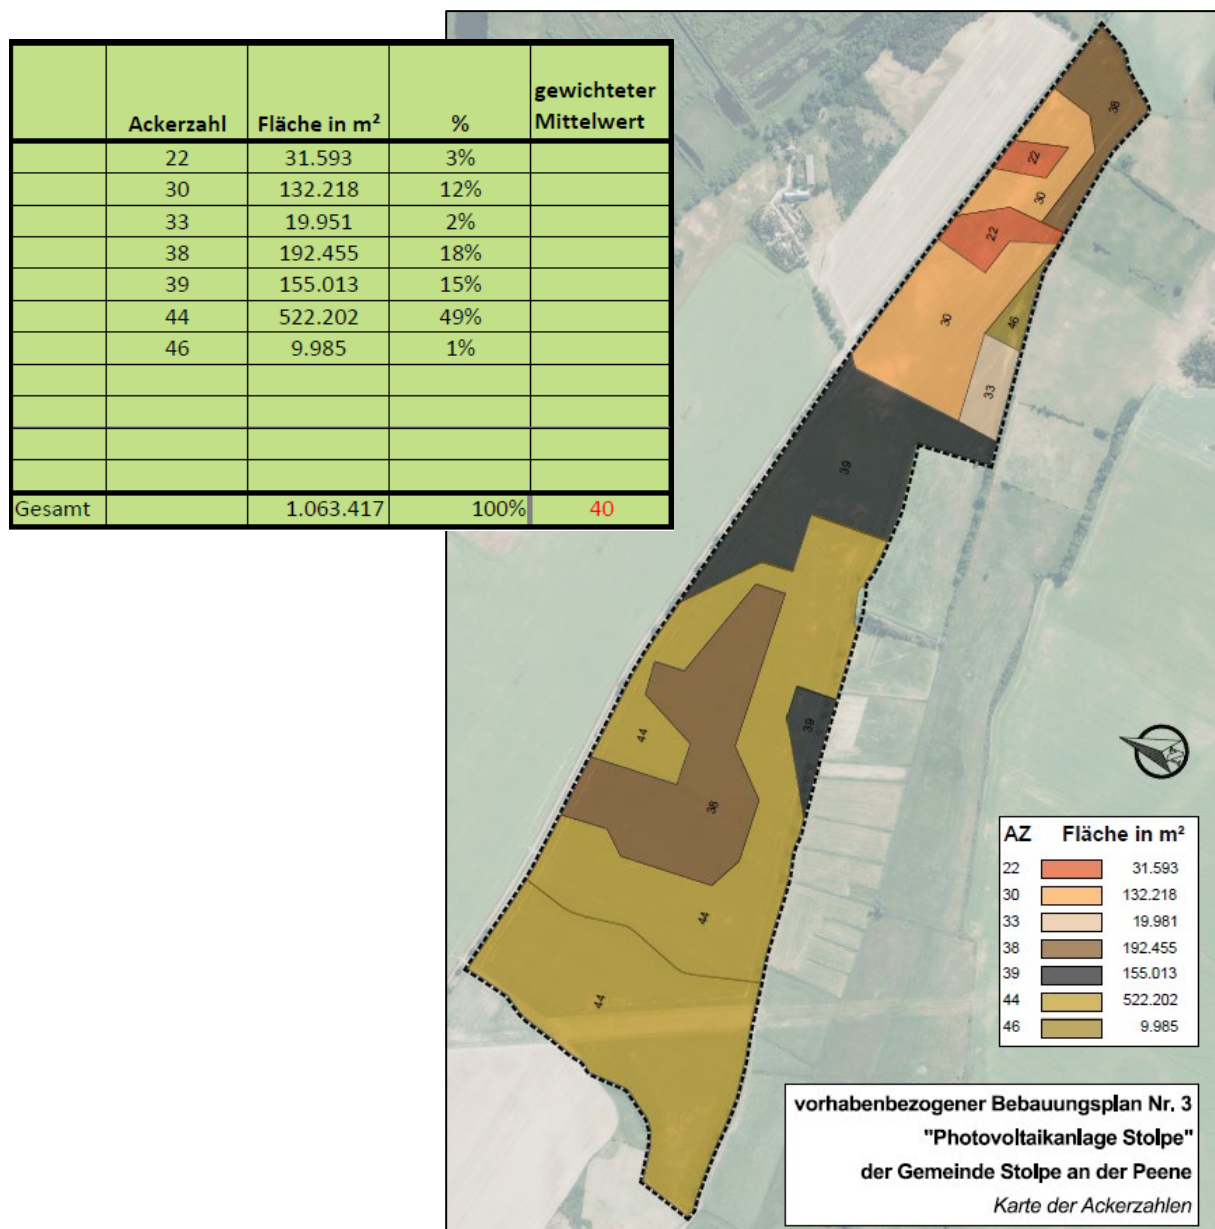 Ackerzahl Fläche in m² % gewichteter Mittelwert
22 31.593 3%
30 132.218 12%
33 19.951 2%
38 192.455 18%
39 155.013 15%
44 522.202 49%
46 9.985 1%
Gesamt 1.063.417 100% 40
38
22
30
22
46
30
33
39
44
39
38
44
44
AZ Fläche in m²
22 31.593
30 132.218
33 19.981
38 192.455
39 155.013
44 522.202
46 9.985
vorhabenbezogener Bebauungsplan Nr. 3
"Photovoltaikanlage Stolpe"
der Gemeinde Stolpe an der Peene
Karte der Ackerzahlen